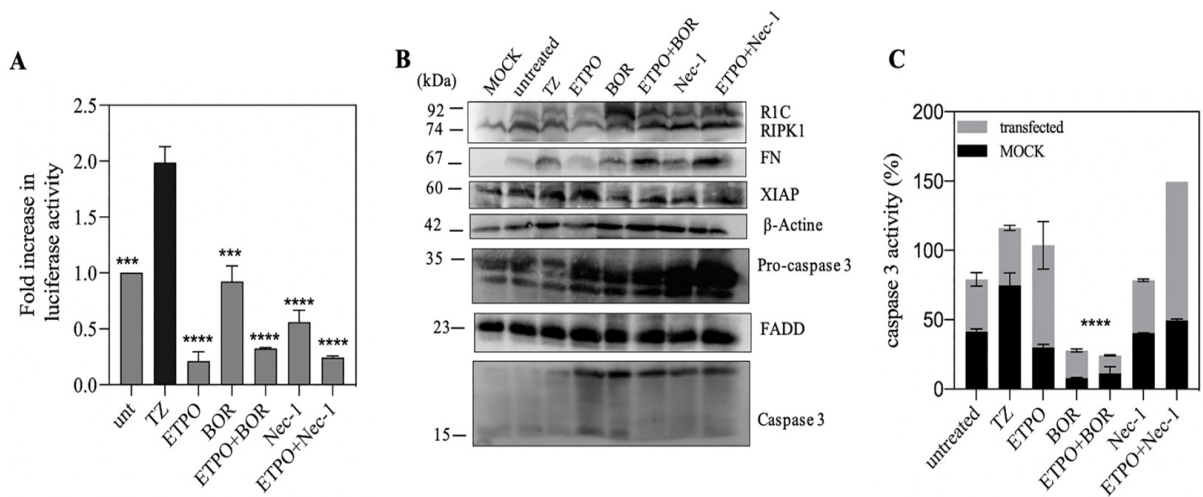 A
Fold increase in
luciferase activity
2.5
2.0
1.5
1.0
0.5
0.0
***
****
***
****
****
****
unt
TZ
ETPO
BOR
ETPO+BOR
Nec-1
ETPO+Nec-1
B
(kDa)
MOCK
untreated
TZ
ETPO
BOR
ETPO+BOR
Nec-1
ETPO+Nec-1
92
R1C
74
RIPK1
67
FN
60
XIAP
42
β-Actine
35
Pro-caspase 3
23
FADD
Caspase 3
15
C
caspase 3 activity (%)
200
150
100
50
0
transfected
MOCK
****
untreated
TZ
ETPO
BOR
ETPO+BOR
Nec-1
ETPO+Nec-1